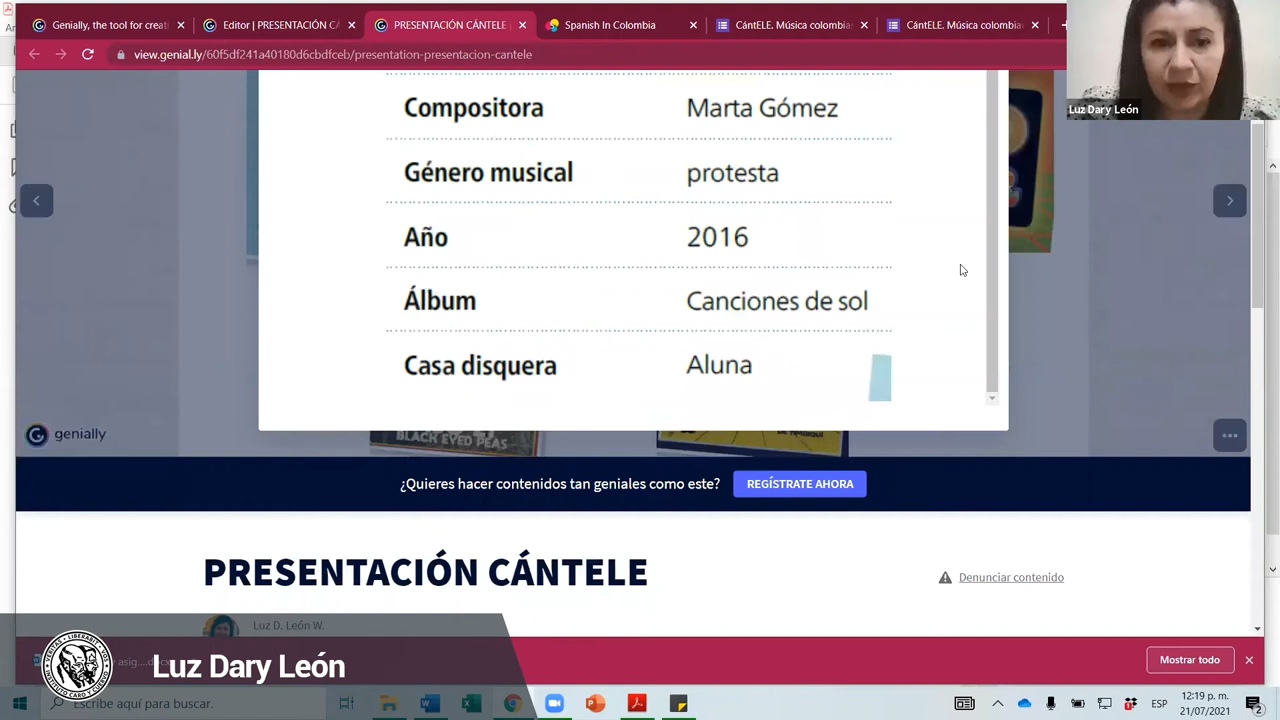 Genially, the tool for creat
Editor | PRESENTACIÓN CÁ
PRESENTACIÓN CÁNTELE
Spanish In Colombia
CántELE. Música colombia
CántELE. Música colombia
view.genial.ly/60f5df241a40180d6cbdfceb/presentation-presentacion-cantele
Luz Dary León
Compositora Marta Gómez
Género musical protesta
Año 2016
Álbum Canciones de sol
Casa disquera Aluna
genially
BLACK EYED PEAS
¿Quieres hacer contenidos tan geniales como este? REGÍSTRATE AHORA
PRESENTACIÓN CÁNTELE
Denunciar contenido
Luz D. León W.
y asig....docx
Luz Dary León
Mostrar todo
Escribe aquí para buscar.
ESP
12:19 p. m.
21/07/2021
2